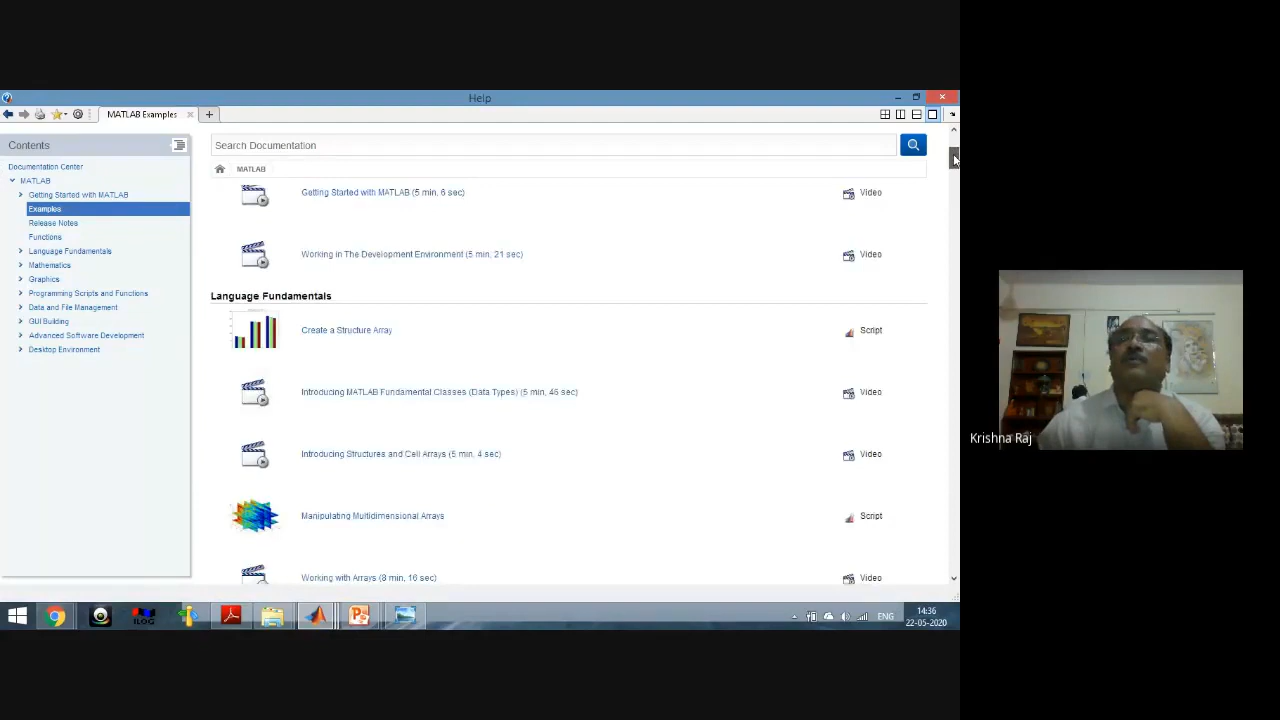 Help
MATLAB Examples
Contents
Documentation Center
MATLAB
Getting Started with MATLAB
Examples
Release Notes
Functions
Language Fundamentals
Mathematics
Graphics
Programming Scripts and Functions
Data and File Management
GUI Building
Advanced Software Development
Desktop Environment
Search Documentation
MATLAB
Getting Started with MATLAB (5 min, 6 sec) Video
Working in The Development Environment (5 min, 21 sec) Video
Language Fundamentals
Create a Structure Array Script
Introducing MATLAB Fundamental Classes (Data Types) (5 min, 46 sec) Video
Introducing Structures and Cell Arrays (5 min, 4 sec) Video
Manipulating Multidimensional Arrays Script
Working with Arrays (8 min, 16 sec) Video
ILOG
ENG
14:36
22-05-2020
Krishna Raj